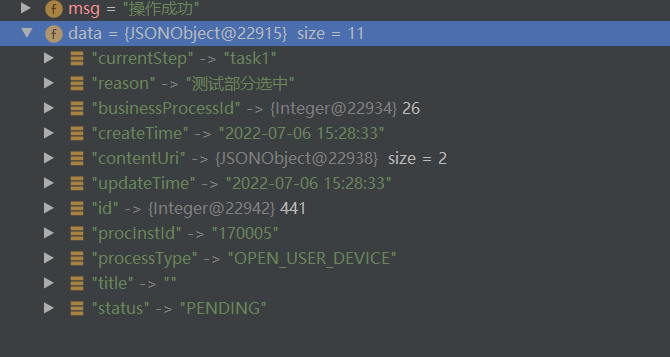 f msg = "操作成功"
f data = {JSONObject@22915} size = 11
"currentStep" -> "task1"
"reason" -> "测试部分选中"
"businessProcessId" -> {Integer@22934} 26
"createTime" -> "2022-07-06 15:28:33"
"contentUri" -> {JSONObject@22938} size = 2
"updateTime" -> "2022-07-06 15:28:33"
"id" -> {Integer@22942} 441
"procInstId" -> "170005"
"processType" -> "OPEN_USER_DEVICE"
"title" -> ""
"status" -> "PENDING"